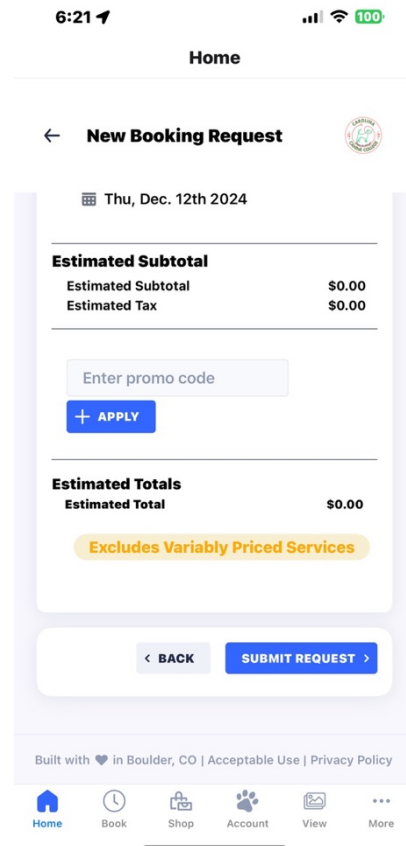 6:21
100
Home
New Booking Request
Thu, Dec. 12th 2024
Estimated Subtotal
Estimated Subtotal $0.00
Estimated Tax $0.00
Enter promo code
+ APPLY
Estimated Totals
Estimated Total $0.00
Excludes Variably Priced Services
< BACK
SUBMIT REQUEST >
Built with ♥ in Boulder, CO | Acceptable Use | Privacy Policy
Home Book Shop Account View More